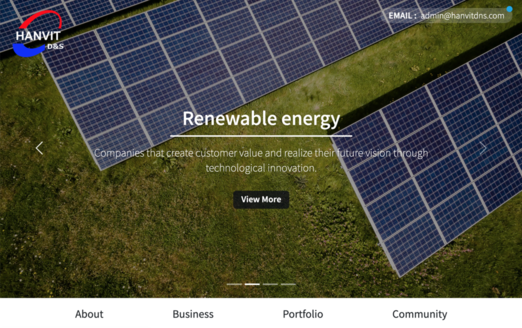 HANVIT
D&S
EMAIL : admin@hanvitdns.com
Renewable energy
Companies that create customer value and realize their future vision through
technological innovation.
View More
About
Business
Portfolio
Community